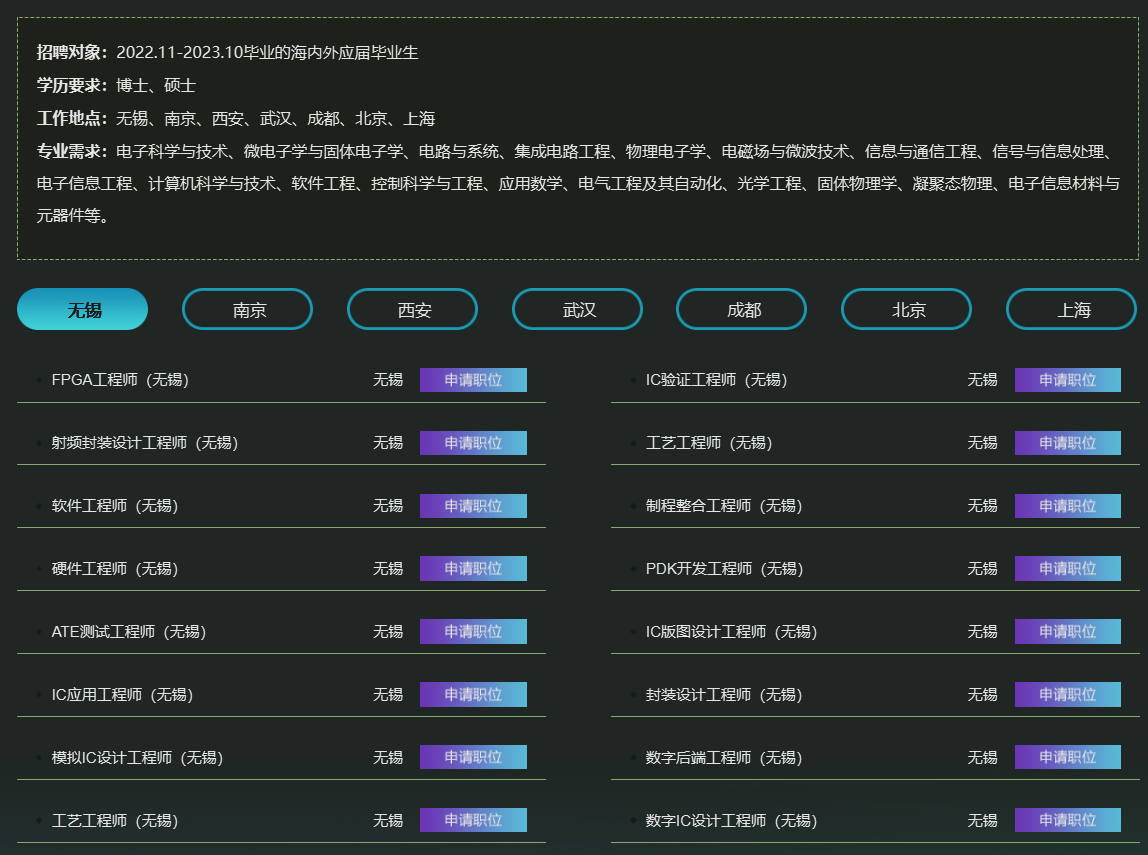 招聘对象：2022.11-2023.10毕业的海内外应届毕业生
学历要求：博士、硕士
工作地点：无锡、南京、西安、武汉、成都、北京、上海
专业需求：电子科学与技术、微电子学与固体电子学、电路与系统、集成电路工程、物理电子学、电磁场与微波技术、信息与通信工程、信号与信息处理、
电子信息工程、计算机科学与技术、软件工程、控制科学与工程、应用数学、电气工程及其自动化、光学工程、固体物理学、凝聚态物理、电子信息材料与
元器件等。
无锡 南京 西安 武汉 成都 北京 上海
FPGA工程师（无锡） 无锡 申请职位 IC验证工程师（无锡） 无锡 申请职位
射频封装设计工程师（无锡） 无锡 申请职位 工艺工程师（无锡） 无锡 申请职位
软件工程师（无锡） 无锡 申请职位 制程整合工程师（无锡） 无锡 申请职位
硬件工程师（无锡） 无锡 申请职位 PDK开发工程师（无锡） 无锡 申请职位
ATE测试工程师（无锡） 无锡 申请职位 IC版图设计工程师（无锡） 无锡 申请职位
IC应用工程师（无锡） 无锡 申请职位 封装设计工程师（无锡） 无锡 申请职位
模拟IC设计工程师（无锡） 无锡 申请职位 数字后端工程师（无锡） 无锡 申请职位
工艺工程师（无锡） 无锡 申请职位 数字IC设计工程师（无锡） 无锡 申请职位